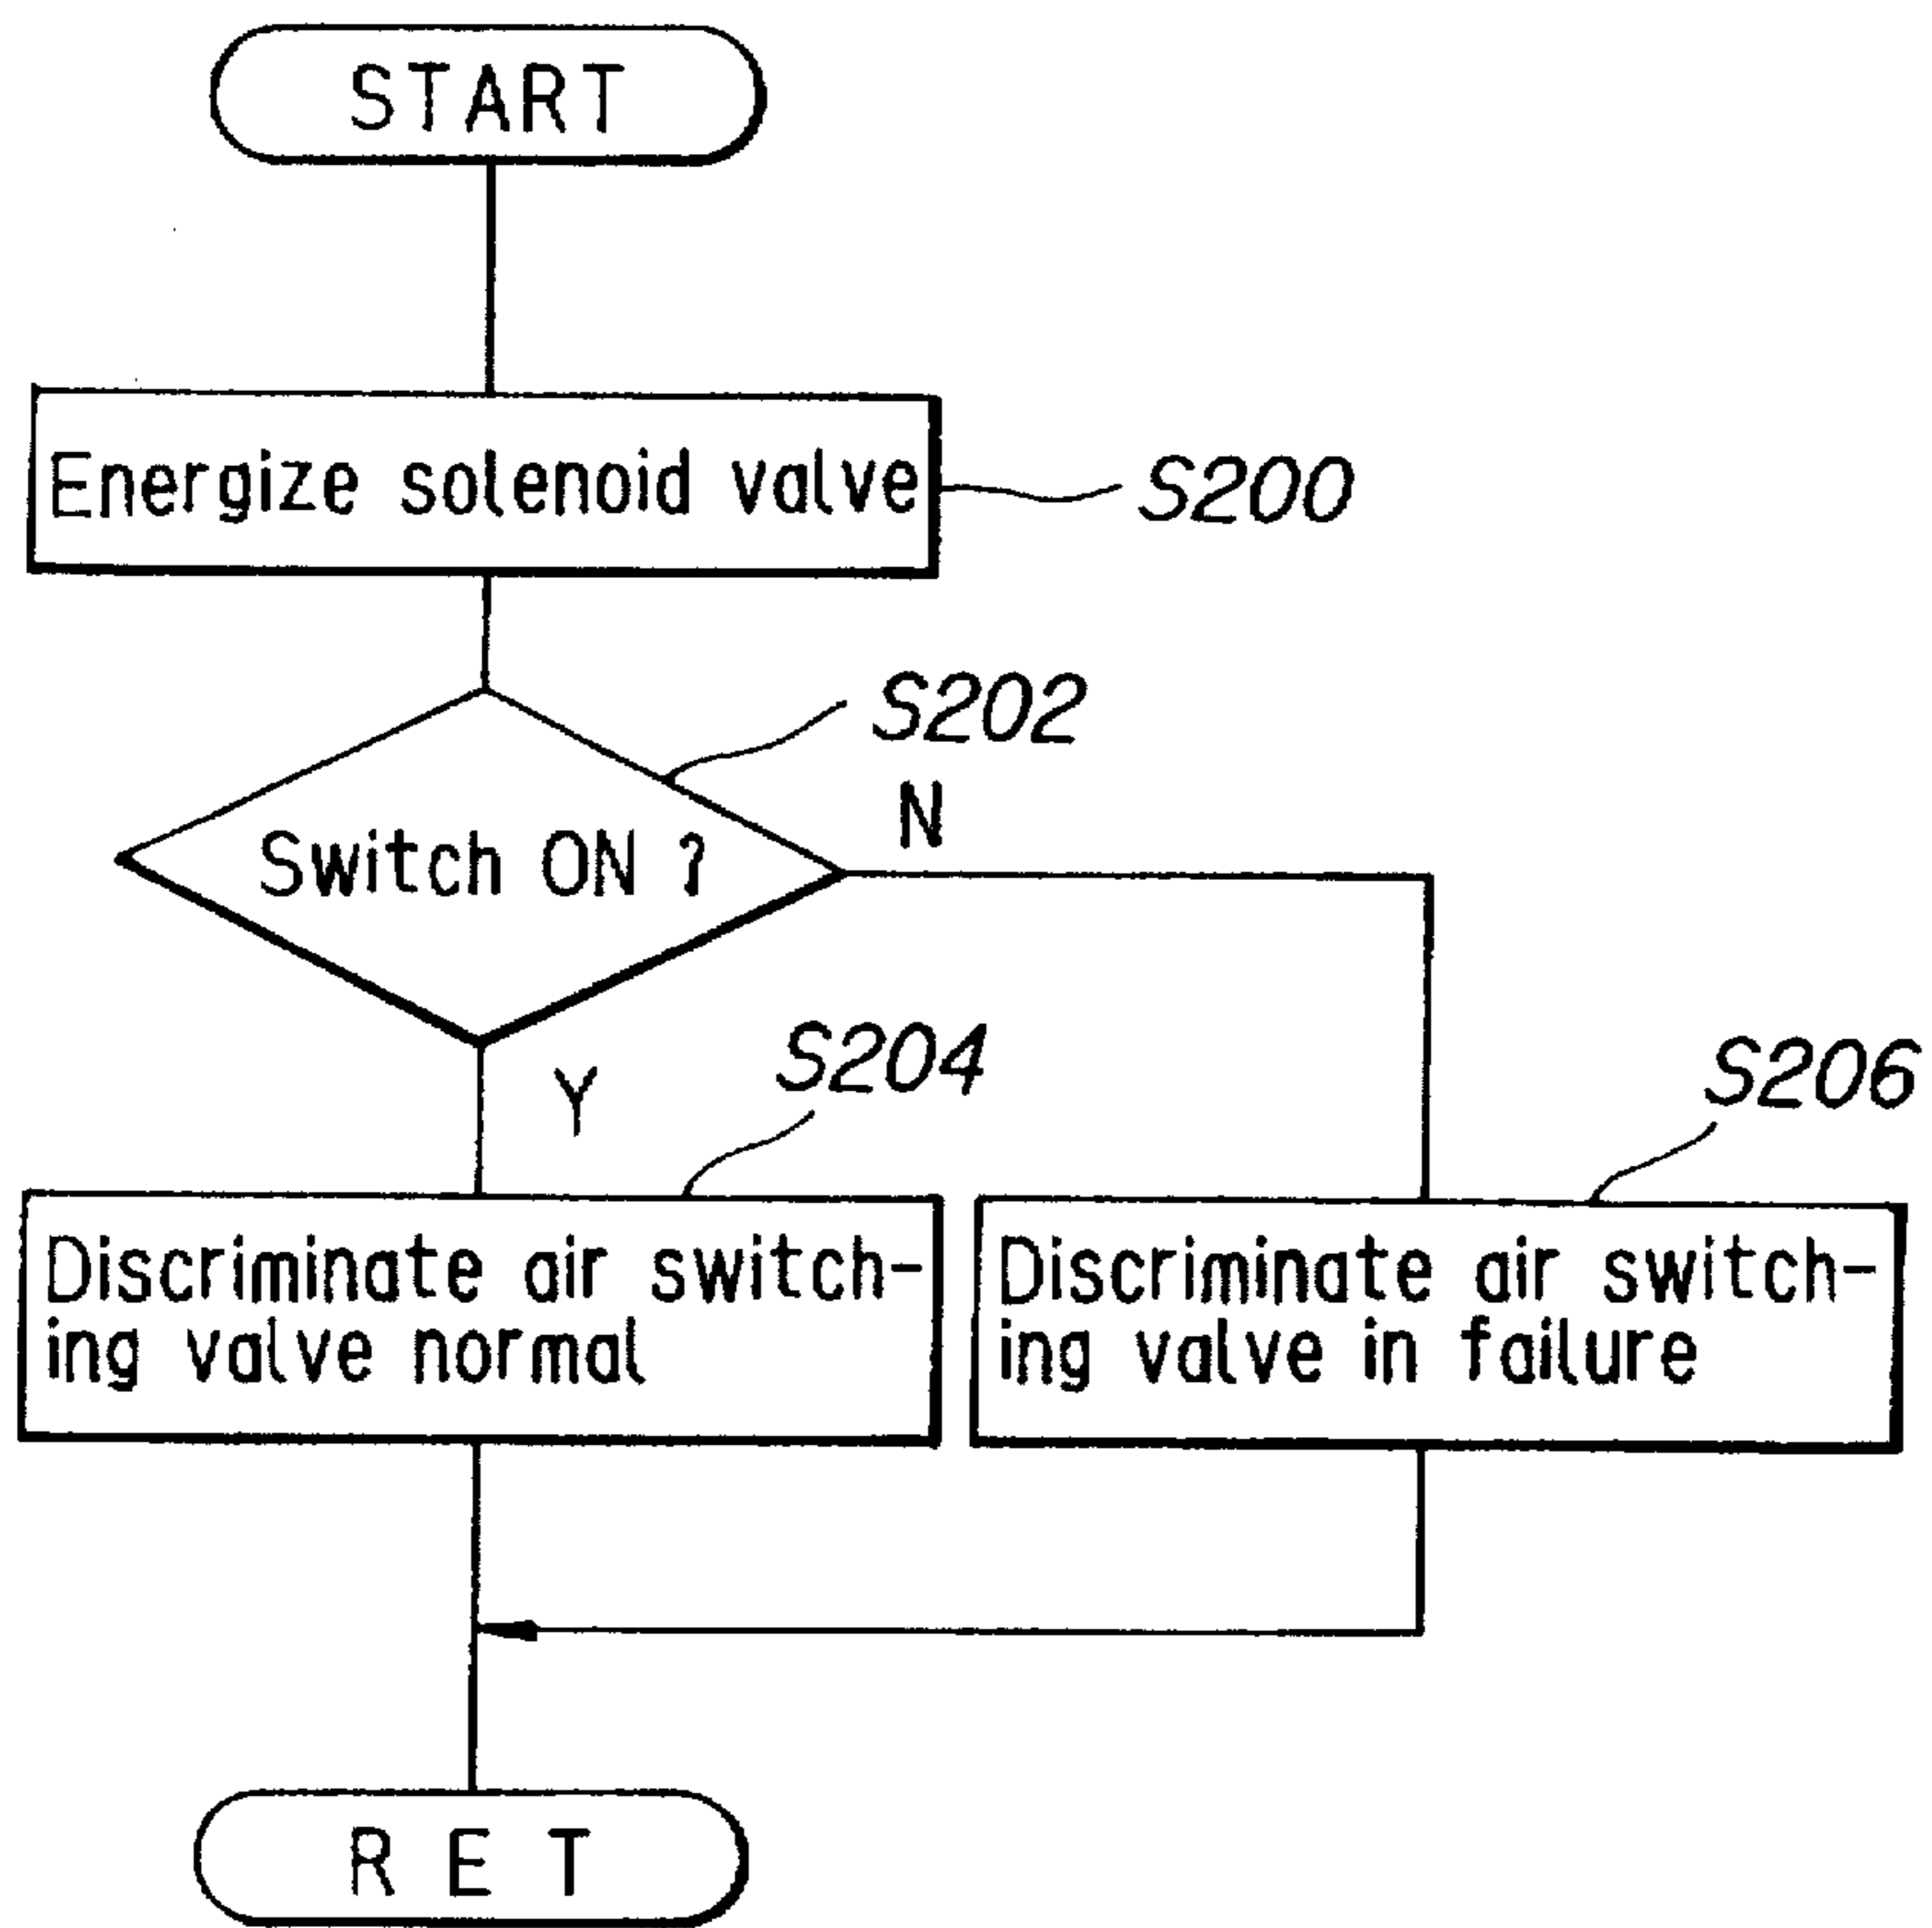 START
Energize solenoid valve
S200
S202
Switch ON ?
N
Y
S204
S206
Discriminate air switch-
ing valve normal
Discriminate air switch-
ing valve in failure
RET